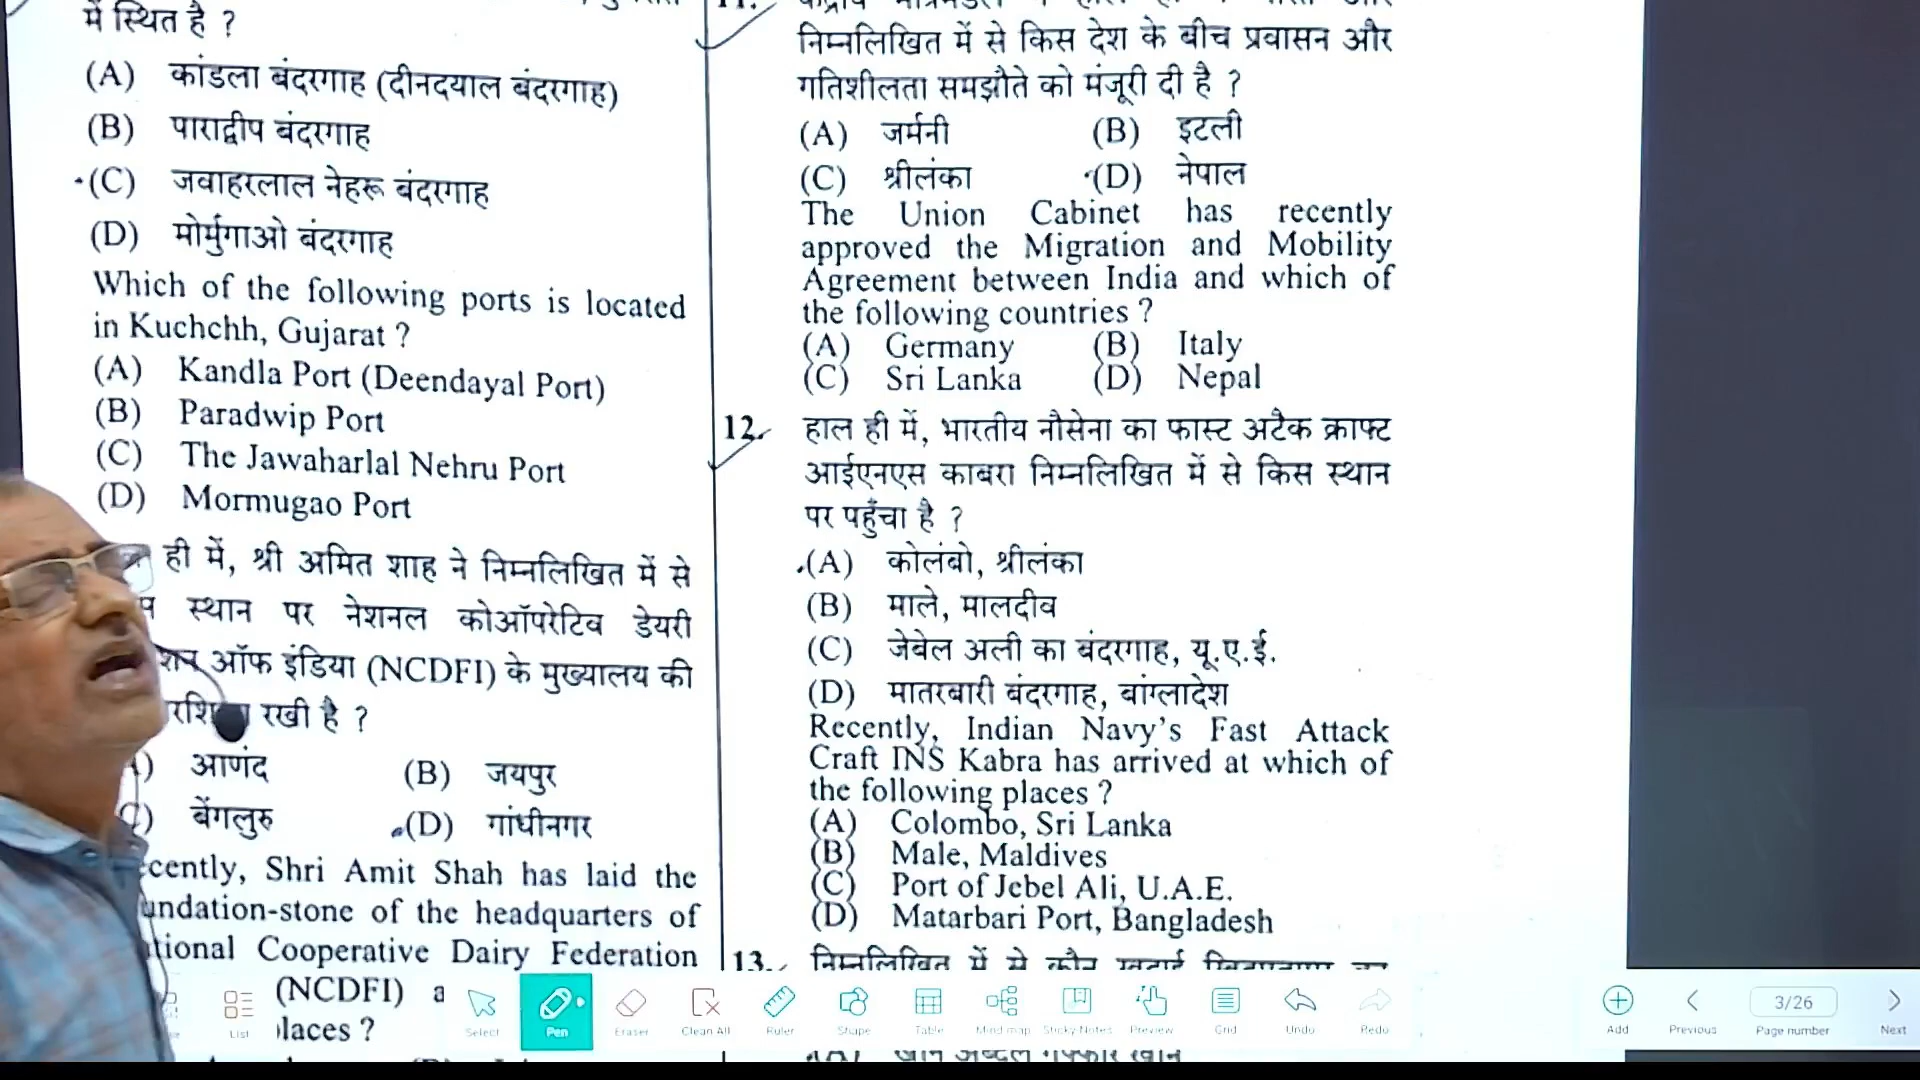 में स्थित है ?
(A) कांडला बंदरगाह (दीनदयाल बंदरगाह)
(B) पाराद्वीप बंदरगाह
(C) जवाहरलाल नेहरू बंदरगाह
(D) मोर्मुगाओ बंदरगाह
Which of the following ports is located
in Kuchchh, Gujarat ?
(A) Kandla Port (Deendayal Port)
(B) Paradwip Port
(C) The Jawaharlal Nehru Port
(D) Mormugao Port
ही में, श्री अमित शाह ने निम्नलिखित में से
स्थान पर नेशनल कोऑपरेटिव डेयरी
ऑफ इंडिया (NCDFI) के मुख्यालय की
रखी है ?
आणंद (B) जयपुर
बेंगलुरु (D) गांधीनगर
Shri Amit Shah has laid the
of the headquarters of
Cooperative Dairy Federation
(NCDFI)
11.
निम्नलिखित में से किस देश के बीच प्रवासन और
गतिशीलता समझौते को मंजूरी दी है ?
(A) जर्मनी (B) इटली
(C) श्रीलंका (D) नेपाल
The Union Cabinet has recently
approved the Migration and Mobility
Agreement between India and which of
the following countries ?
(A) Germany (B) Italy
(C) Sri Lanka (D) Nepal
12. हाल ही में, भारतीय नौसेना का फास्ट अटैक क्राफ्ट
आईएनएस काबरा निम्नलिखित में से किस स्थान
पर पहुँचा है ?
(A) कोलंबो, श्रीलंका
(B) माले, मालदीव
(C) जेबेल अली का बंदरगाह, यू.ए.ई.
(D) मातरबारी बंदरगाह, बांग्लादेश
Recently, Indian Navy's Fast Attack
Craft INS Kabra has arrived at which of
the following places ?
(A) Colombo, Sri Lanka
(B) Male, Maldives
(C) Port of Jebel Ali, U.A.E.
(D) Matarbari Port, Bangladesh
13. निम्नलिखित में से कौन
List Select Pen Eraser Clean All Ruler Shape Table Mind map Sticky Notes Preview Grid Undo Redo
Add Previous 3/26 Page number Next